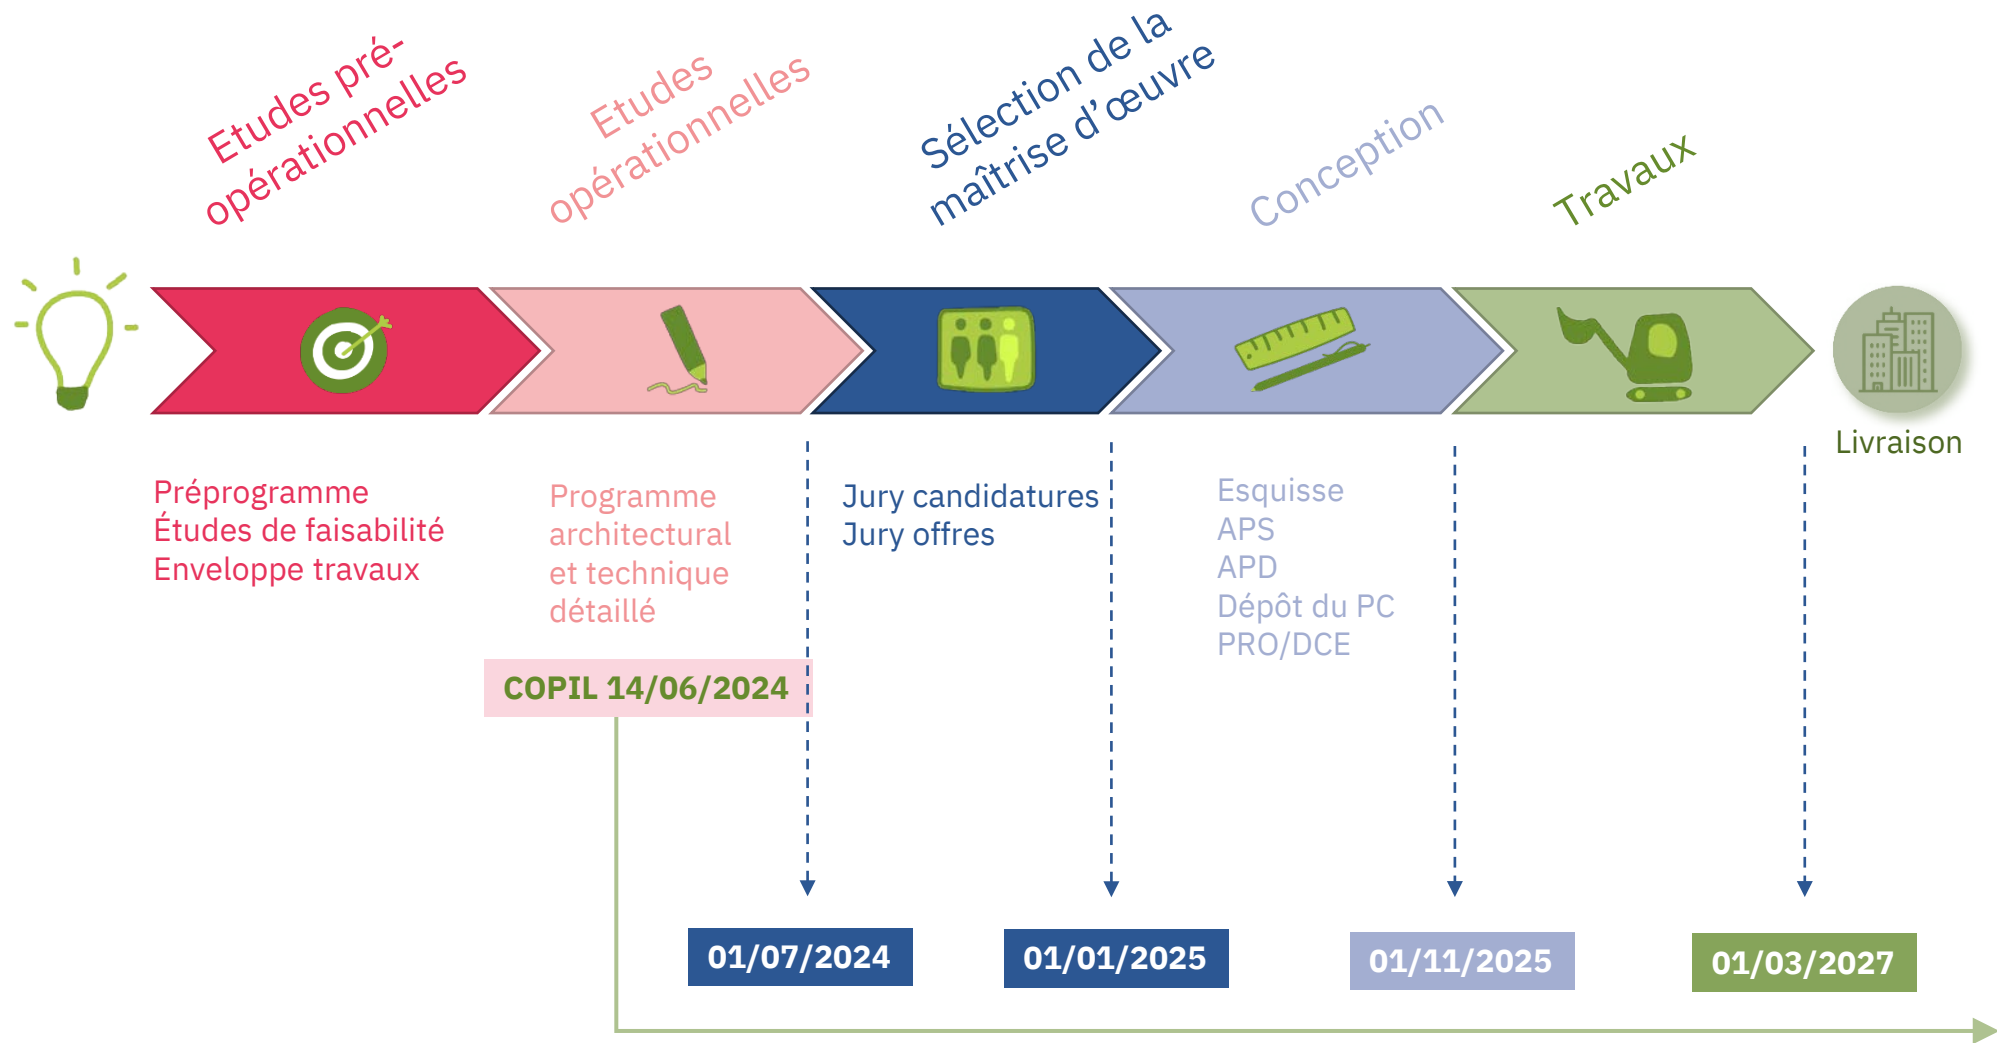 Etudes pré-
opérationnelles
Etudes
opérationnelles
Sélection de la
maîtrise d’œuvre
Conception
Travaux
Livraison
Préprogramme
Études de faisabilité
Enveloppe travaux
Programme
architectural
et technique
détaillé
Jury candidatures
Jury offres
Esquisse
APS
APD
Dépôt du PC
PRO/DCE
COPIL 14/06/2024
01/07/2024
01/01/2025
01/11/2025
01/03/2027